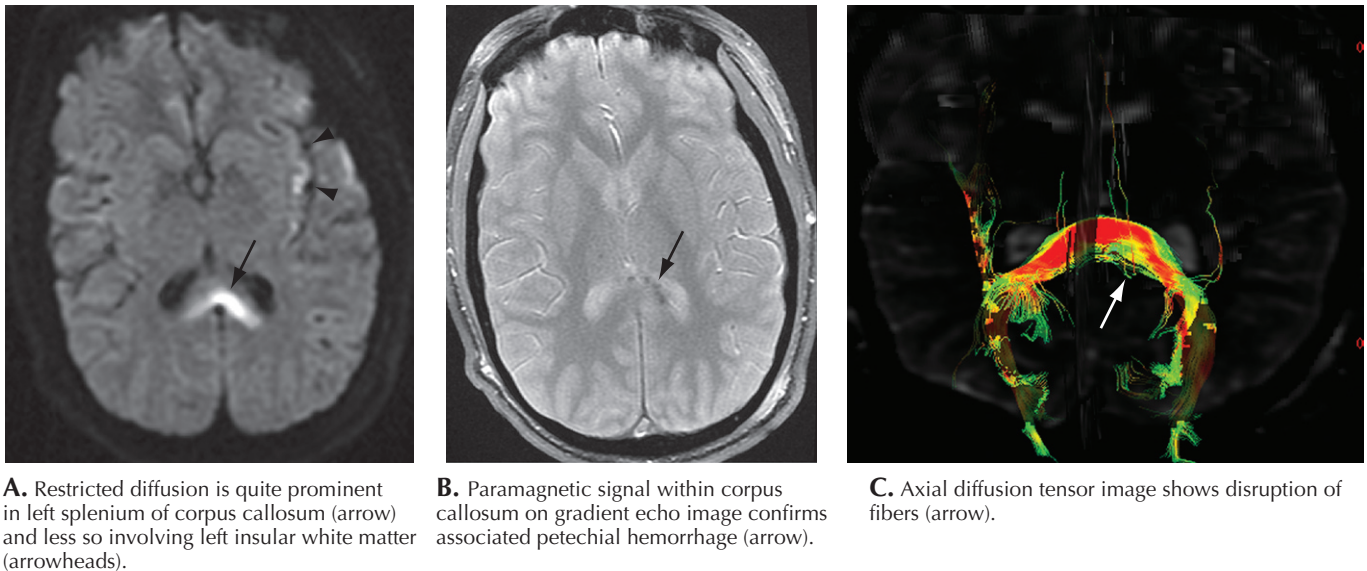 A. Restricted diffusion is quite prominent
in left splenium of corpus callosum (arrow)
and less so involving left insular white matter
(arrowheads).
B. Paramagnetic signal within corpus
callosum on gradient echo image confirms
associated petechial hemorrhage (arrow).
C. Axial diffusion tensor image shows disruption of
fibers (arrow).